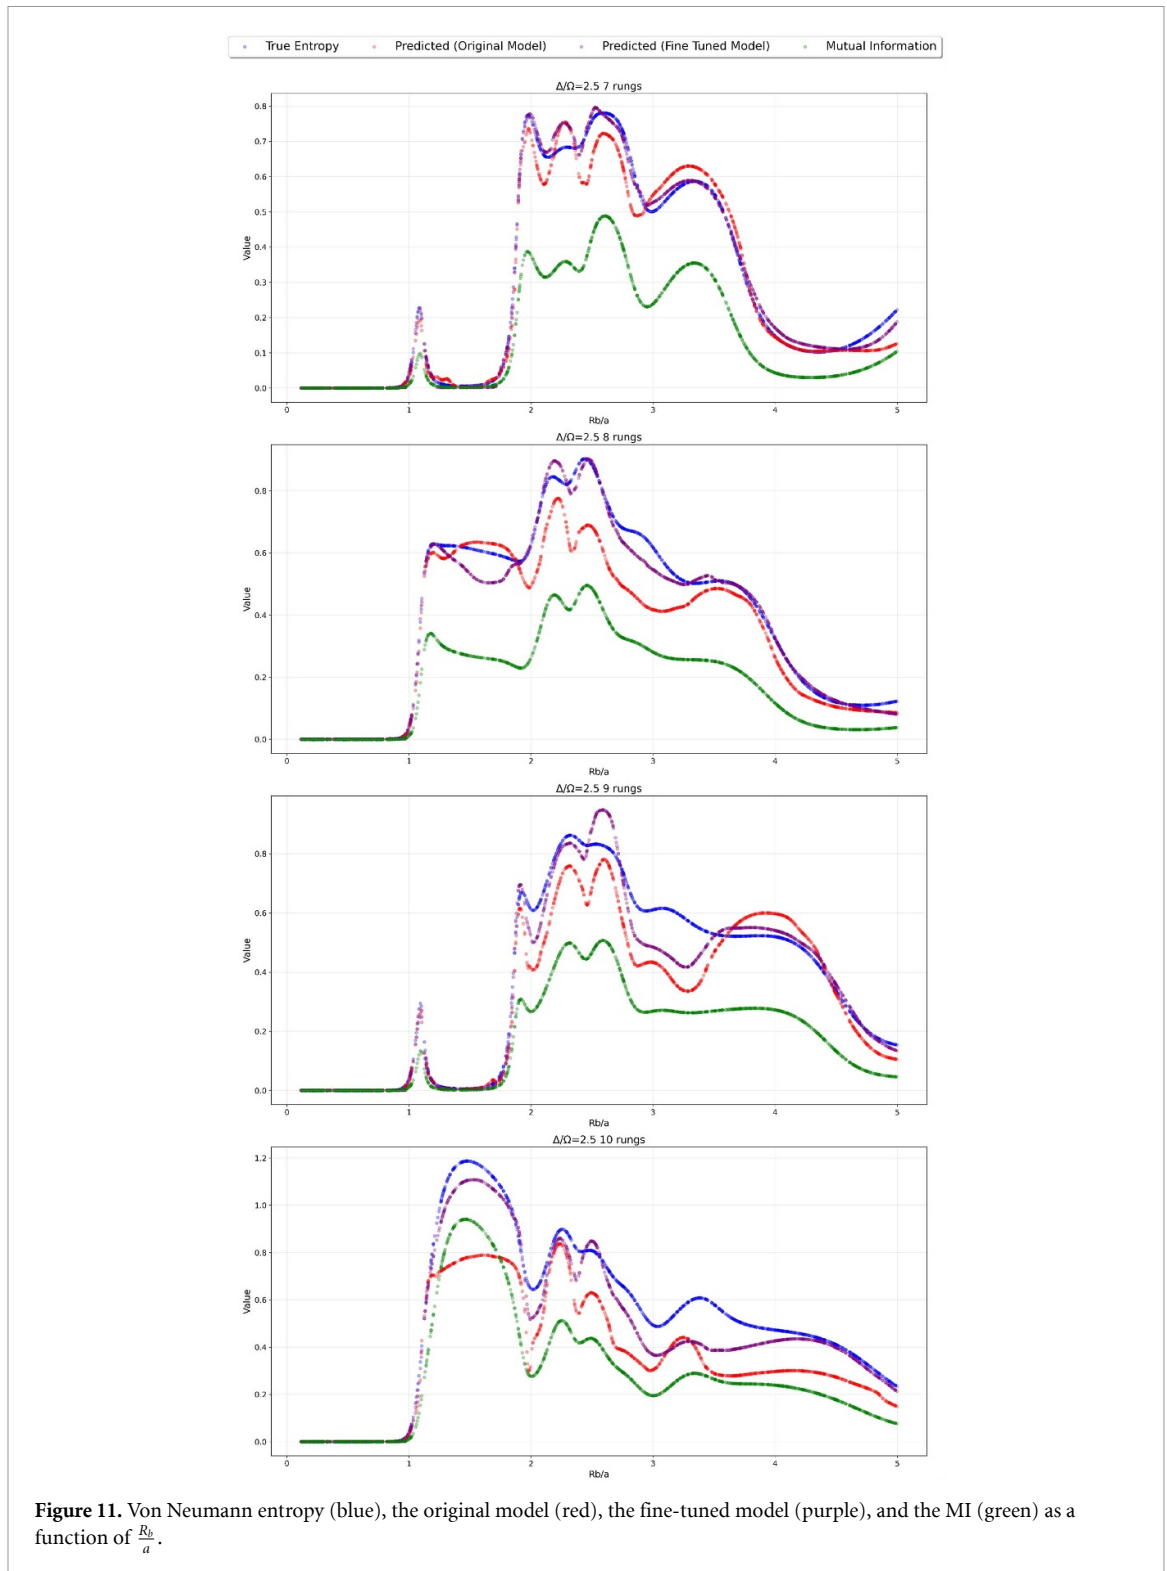 True Entropy Predicted (Original Model) Predicted (Fine Tuned Model) Mutual Information
Δ/Ω=2.5 7 rungs
0.8
0.7
0.6
0.5
0.4
0.3
0.2
0.1
0.0
Value
0 1 2 3 4 5
Rb/a
Δ/Ω=2.5 8 rungs
0.8
0.6
0.4
0.2
0.0
Value
0 1 2 3 4 5
Rb/a
Δ/Ω=2.5 9 rungs
0.8
0.6
0.4
0.2
0.0
Value
0 1 2 3 4 5
Rb/a
Δ/Ω=2.5 10 rungs
1.2
1.0
0.8
0.6
0.4
0.2
0.0
Value
0 1 2 3 4 5
Rb/a
Figure 11. Von Neumann entropy (blue), the original model (red), the fine-tuned model (purple), and the MI (green) as a
function of R_b/a.